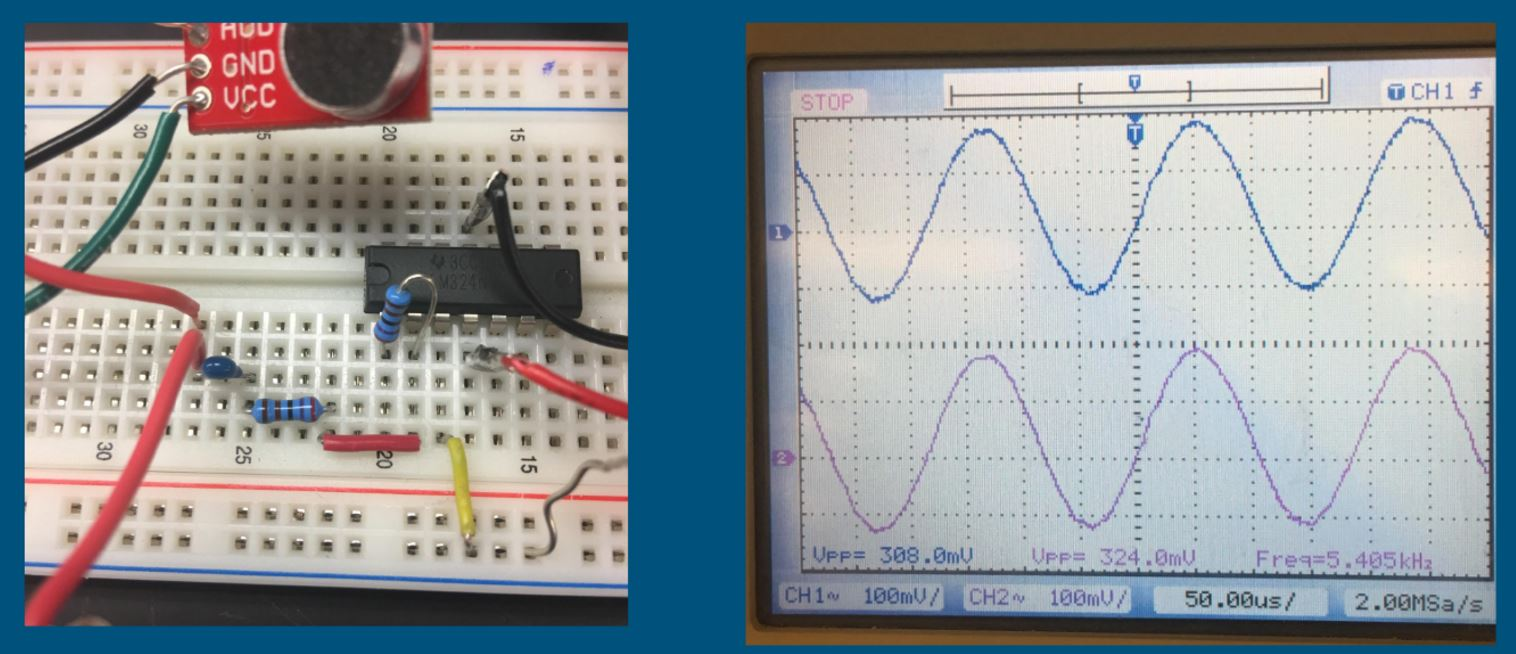 AUD
GND
VCC
30
25
20
15
M324
30
25
20
15
STOP
T
T CH1
T
1
2
Vpp= 308.0mV
Vpp= 324.0mV
Freq=5.405kHz
CH1~ 100mV/
CH2~ 100mV/
50.00us/
2.00MSa/s